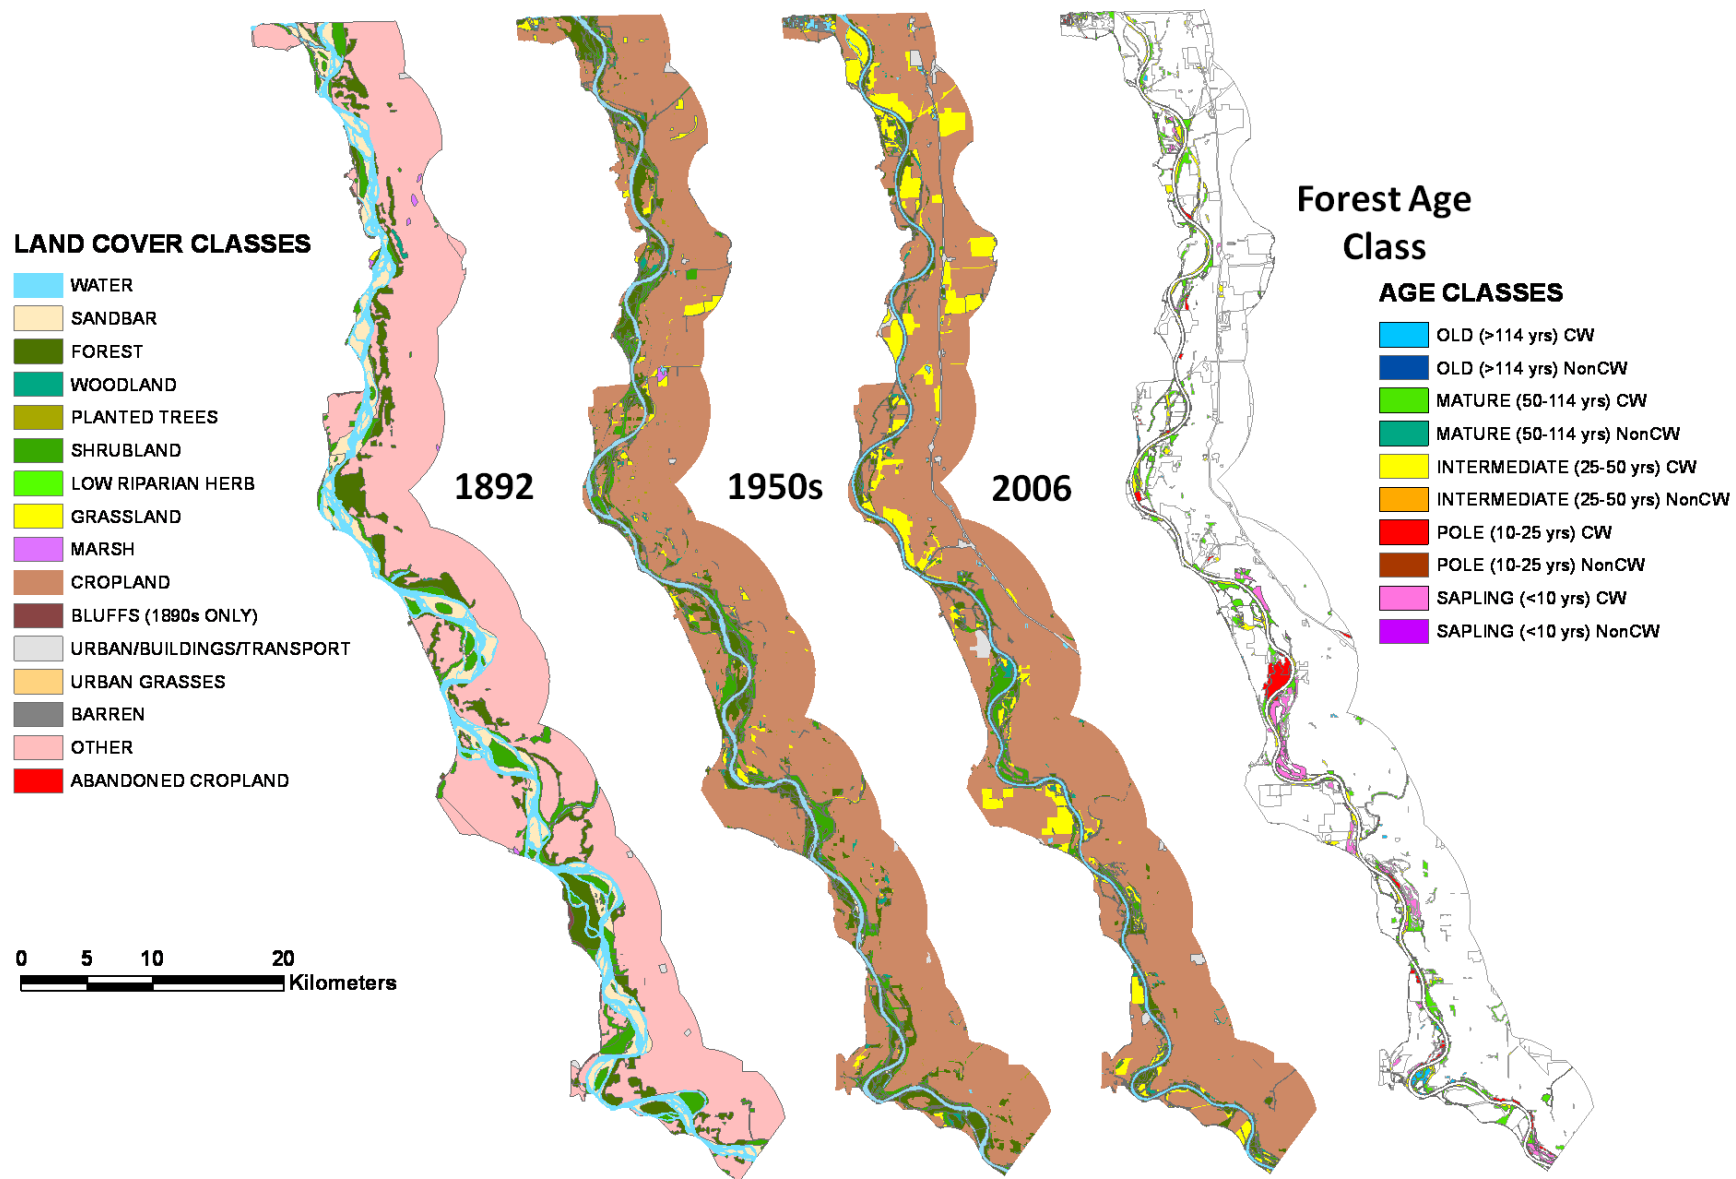 LAND COVER CLASSES
WATER
SANDBAR
FOREST
WOODLAND
PLANTED TREES
SHRUBLAND
LOW RIPARIAN HERB
GRASSLAND
MARSH
CROPLAND
BLUFFS (1890s ONLY)
URBAN/BUILDINGS/TRANSPORT
URBAN GRASSES
BARREN
OTHER
ABANDONED CROPLAND
0 5 10 20
Kilometers
1892
1950s
2006
Forest Age
Class
AGE CLASSES
OLD (>114 yrs) CW
OLD (>114 yrs) NonCW
MATURE (50-114 yrs) CW
MATURE (50-114 yrs) NonCW
INTERMEDIATE (25-50 yrs) CW
INTERMEDIATE (25-50 yrs) NonCW
POLE (10-25 yrs) CW
POLE (10-25 yrs) NonCW
SAPLING (<10 yrs) CW
SAPLING (<10 yrs) NonCW